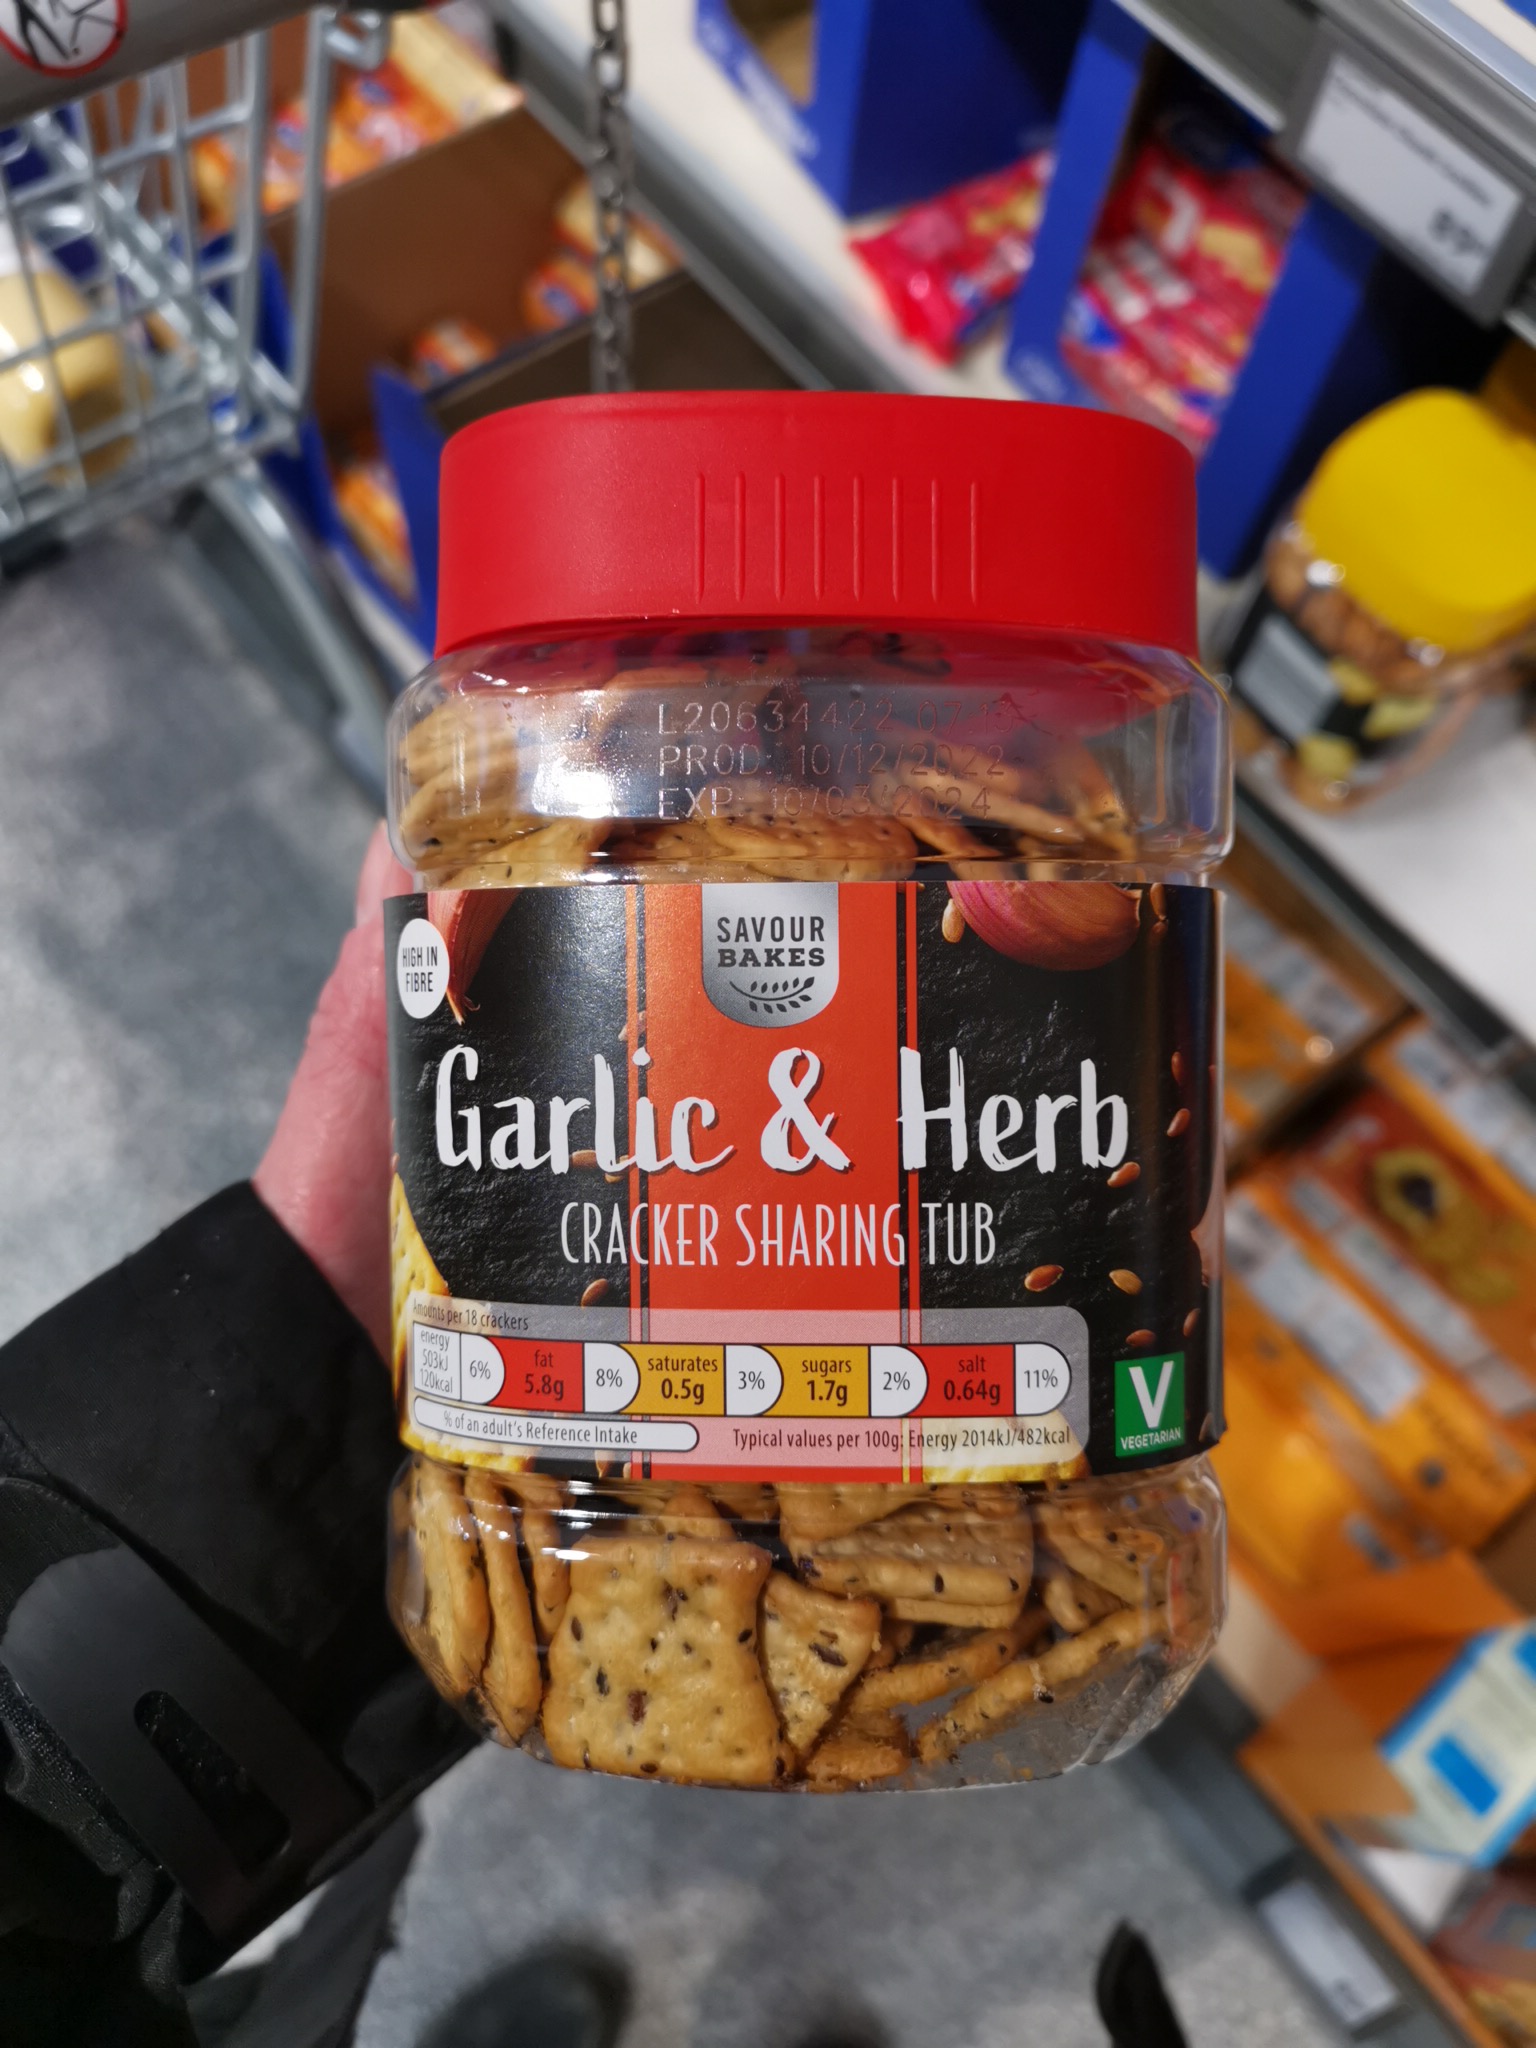 L20634422 07:1
PROD: 10/12/2022
EXP: 10/03/2024
SAVOUR
BAKES
HIGH IN
FIBRE
Garlic & Herb
CRACKER SHARING TUB
Amounts per 18 crackers
energy
503kJ
120kcal
6%
fat
5.8g
8%
saturates
0.5g
3%
sugars
1.7g
2%
salt
0.64g
11%
% of an adult's Reference Intake
Typical values per 100g: Energy 2014kJ/482kcal
V
VEGETARIAN